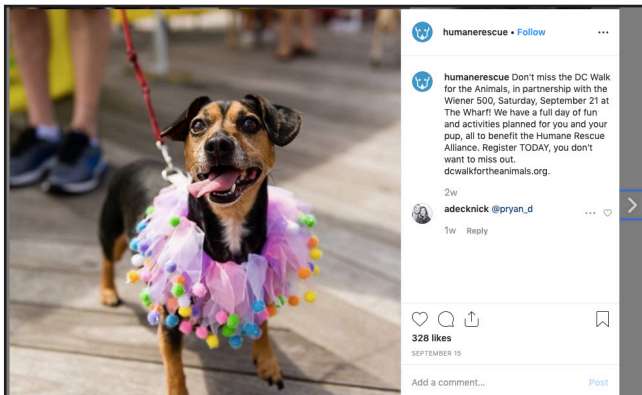 humanerescue • Follow
humanerescue Don't miss the DC Walk
for the Animals, in partnership with the
Wiener 500, Saturday, September 21 at
The Wharf! We have a full day of fun
and activities planned for you and your
pup, all to benefit the Humane Rescue
Alliance. Register TODAY, you don't
want to miss out.
dcwalkfortheanimals.org.
2w
adecknick @pryan_d
1w Reply
328 likes
SEPTEMBER 15
Add a comment... Post